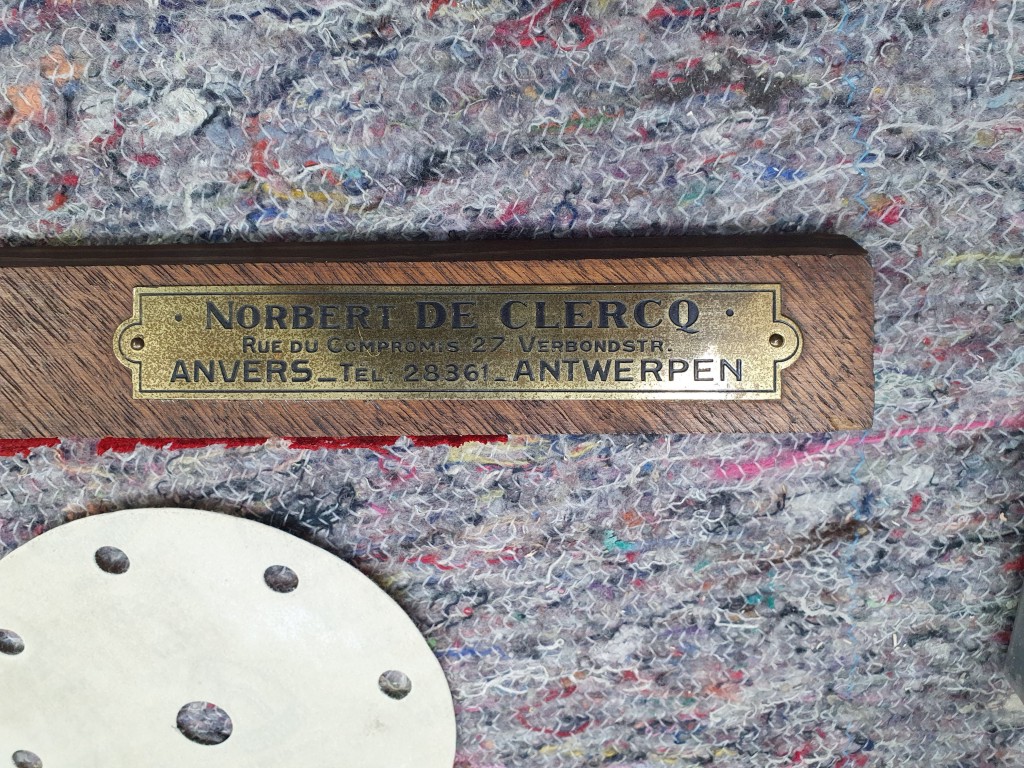 · NORBERT DE CLERCQ ·
RUE DU COMPROMIS 27 VERBONDSTR.
ANVERS_TEL. 28361_ANTWERPEN